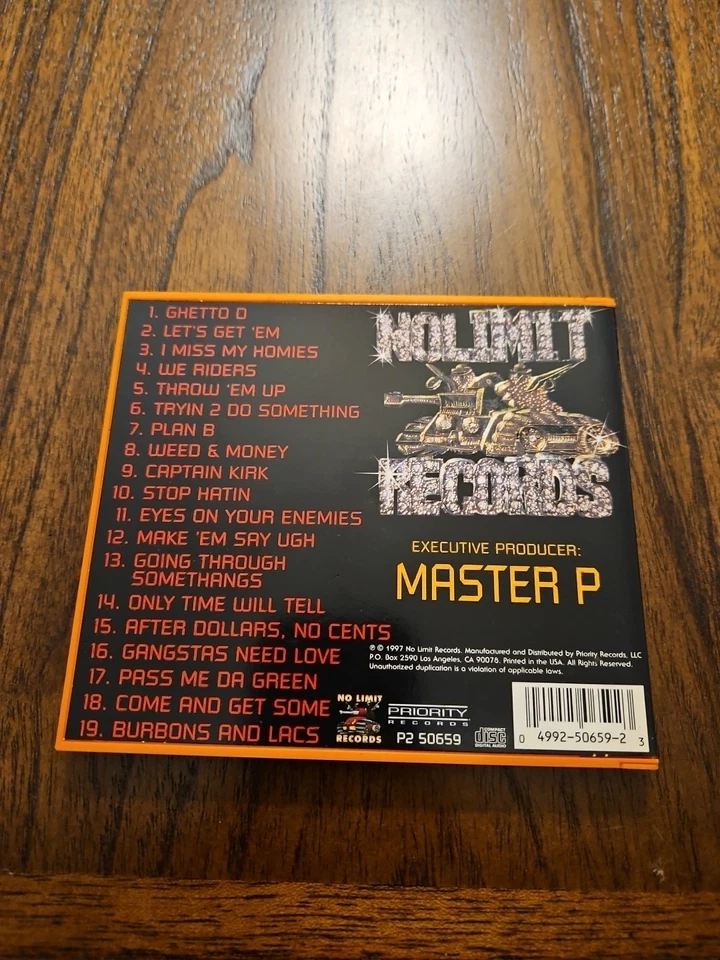 1. GHETTO D
2. LET'S GET 'EM
3. I MISS MY HOMIES
4. WE RIDERS
5. THROW 'EM UP
6. TRYIN 2 DO SOMETHING
7. PLAN B
8. WEED & MONEY
9. CAPTAIN KIRK
10. STOP HATIN
11. EYES ON YOUR ENEMIES
12. MAKE 'EM SAY UGH
13. GOING THROUGH
SOMETHANGS
14. ONLY TIME WILL TELL
15. AFTER DOLLARS, NO CENTS
16. GANGSTAS NEED LOVE
17. PASS ME DA GREEN
18. COME AND GET SOME
19. BURBONS AND LACS
NO LIMIT
RECORDS
EXECUTIVE PRODUCER:
MASTER P
℗ © 1997 No Limit Records. Manufactured and Distributed by Priority Records, LLC
P.O. Box 2590 Los Angeles, CA 90078. Printed in the USA. All Rights Reserved.
Unauthorized duplication is a violation of applicable laws.
NO LIMIT
RECORDS
PRIORITY
RECORDS
P2 50659
COMPACT
disc
DIGITAL AUDIO
0 4992-50659-2 3